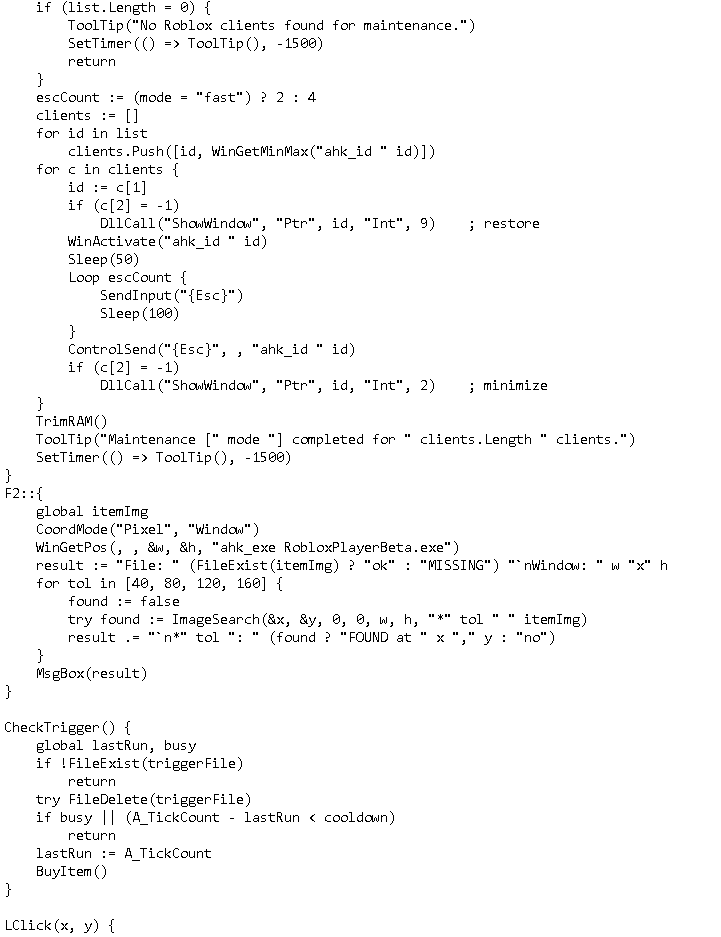 if (list.Length = 0) {
        ToolTip("No Roblox clients found for maintenance.")
        SetTimer(() => ToolTip(), -1500)
        return
    }
    escCount := (mode = "fast") ? 2 : 4
    clients := []
    for id in list
        clients.Push([id, WinGetMinMax("ahk_id " id)])
    for c in clients {
        id := c[1]
        if (c[2] = -1)
            DllCall("ShowWindow", "Ptr", id, "Int", 9)    ; restore
        WinActivate("ahk_id " id)
        Sleep(50)
        Loop escCount {
            SendInput("{Esc}")
            Sleep(100)
        }
        ControlSend("{Esc}", , "ahk_id " id)
        if (c[2] = -1)
            DllCall("ShowWindow", "Ptr", id, "Int", 2)    ; minimize
    }
    TrimRAM()
    ToolTip("Maintenance [" mode "] completed for " clients.Length " clients.")
    SetTimer(() => ToolTip(), -1500)
}
F2::{
    global itemImg
    CoordMode("Pixel", "Window")
    WinGetPos(, , &w, &h, "ahk_exe RobloxPlayerBeta.exe")
    result := "File: " (FileExist(itemImg) ? "ok" : "MISSING") "`nWindow: " w "x" h
    for tol in [40, 80, 120, 160] {
        found := false
        try found := ImageSearch(&x, &y, 0, 0, w, h, "*" tol " " itemImg)
        result .= "`n*" tol ": " (found ? "FOUND at " x "," y : "no")
    }
    MsgBox(result)
}

CheckTrigger() {
    global lastRun, busy
    if !FileExist(triggerFile)
        return
    try FileDelete(triggerFile)
    if busy || (A_TickCount - lastRun < cooldown)
        return
    lastRun := A_TickCount
    BuyItem()
}

LClick(x, y) {